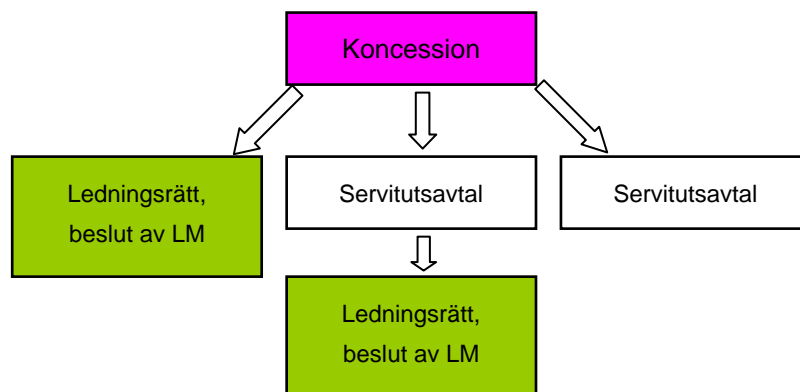 Koncession
Ledningsrätt,
beslut av LM
Servitutsavtal
Servitutsavtal
Ledningsrätt,
beslut av LM